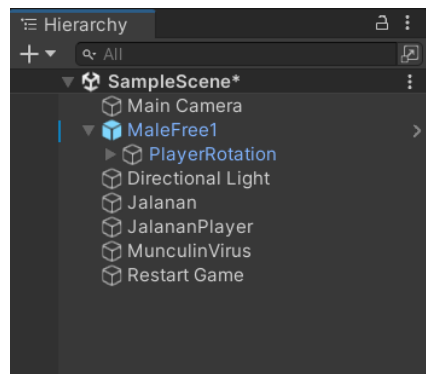 Hierarchy
All
SampleScene*
Main Camera
MaleFree1
PlayerRotation
Directional Light
Jalanan
JalananPlayer
MunculinVirus
Restart Game